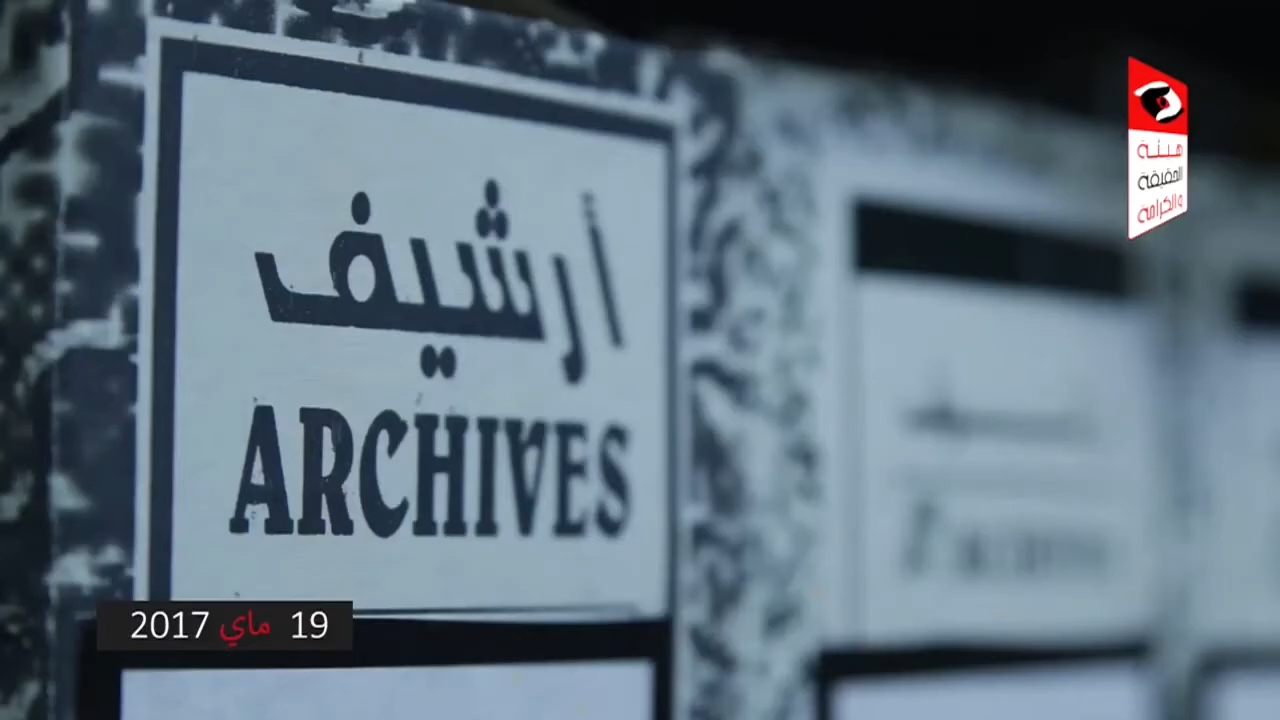 أرشيف
ARCHIVES
هيئة
الحقيقة
والكرامة
19 ماي 2017